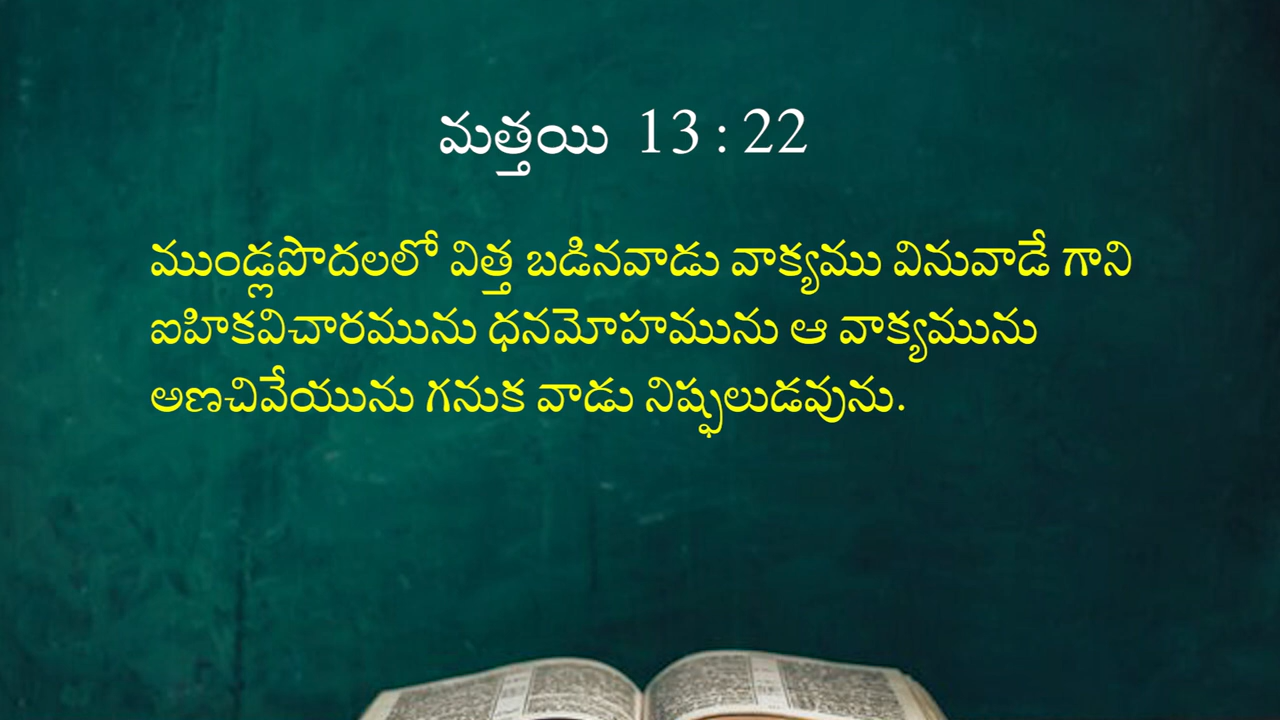 మత్తయి 13 : 22
ముండ్లపొదలలో విత్త బడినవాడు వాక్యము వినువాడే గాని
ఐహికవిచారమును ధనమోహమును ఆ వాక్యమును
అణచివేయును గనుక వాడు నిష్ఫలుడవును.